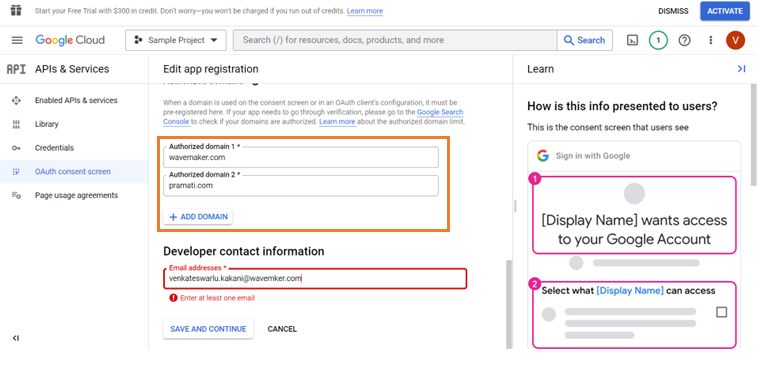 Start your Free Trial with $300 in credit. Don't worry—you won't be charged if you run out of credits. Learn more
DISMISS
ACTIVATE
Google Cloud
Sample Project
Search (/) for resources, docs, products, and more
Search
1
V
API
APIs & Services
Enabled APIs & services
Library
Credentials
OAuth consent screen
Page usage agreements
Edit app registration
When a domain is used on the consent screen or in an OAuth client's configuration, it must be
pre-registered here. If your app needs to go through verification, please go to the Google Search
Console to check if your domains are authorized. Learn more about the authorized domain limit.
Authorized domain 1 *
wavemaker.com
Authorized domain 2 *
pramati.com
+ ADD DOMAIN
Developer contact information
Email addresses *
venkateswarlu.kakani@wavemker.com
Enter at least one email
SAVE AND CONTINUE
CANCEL
Learn
How is this info presented to users?
This is the consent screen that users see
Sign in with Google
1
[Display Name] wants access
to your Google Account
2
Select what [Display Name] can access